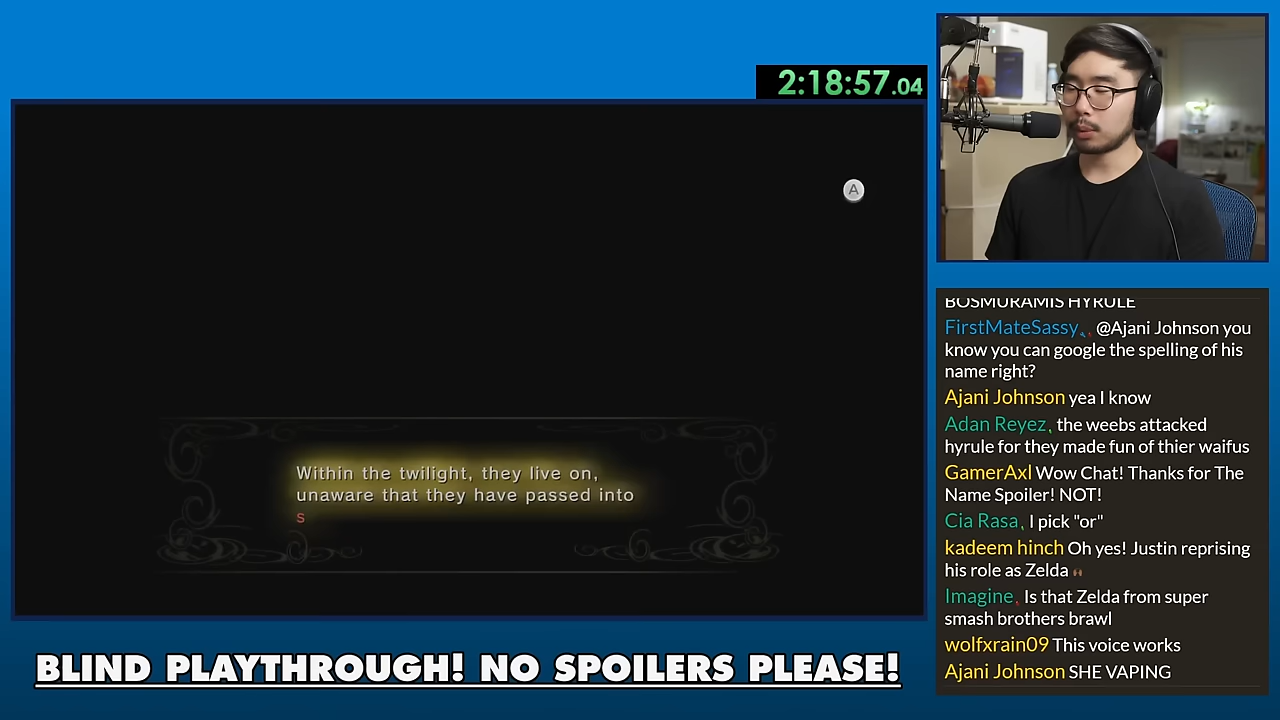 2:18:57.04
A
Within the twilight, they live on,
unaware that they have passed into
s
BLIND PLAYTHROUGH! NO SPOILERS PLEASE!
BOSMURAMIS HYRULE
FirstMateSassy @Ajani Johnson you
know you can google the spelling of his
name right?
Ajani Johnson yea I know
Adan Reyez the weebs attacked
hyrule for they made fun of thier waifus
GamerAxl Wow Chat! Thanks for The
Name Spoiler! NOT!
Cia Rasa I pick "or"
kadeem hinch Oh yes! Justin reprising
his role as Zelda
Imagine Is that Zelda from super
smash brothers brawl
wolfxrain09 This voice works
Ajani Johnson SHE VAPING